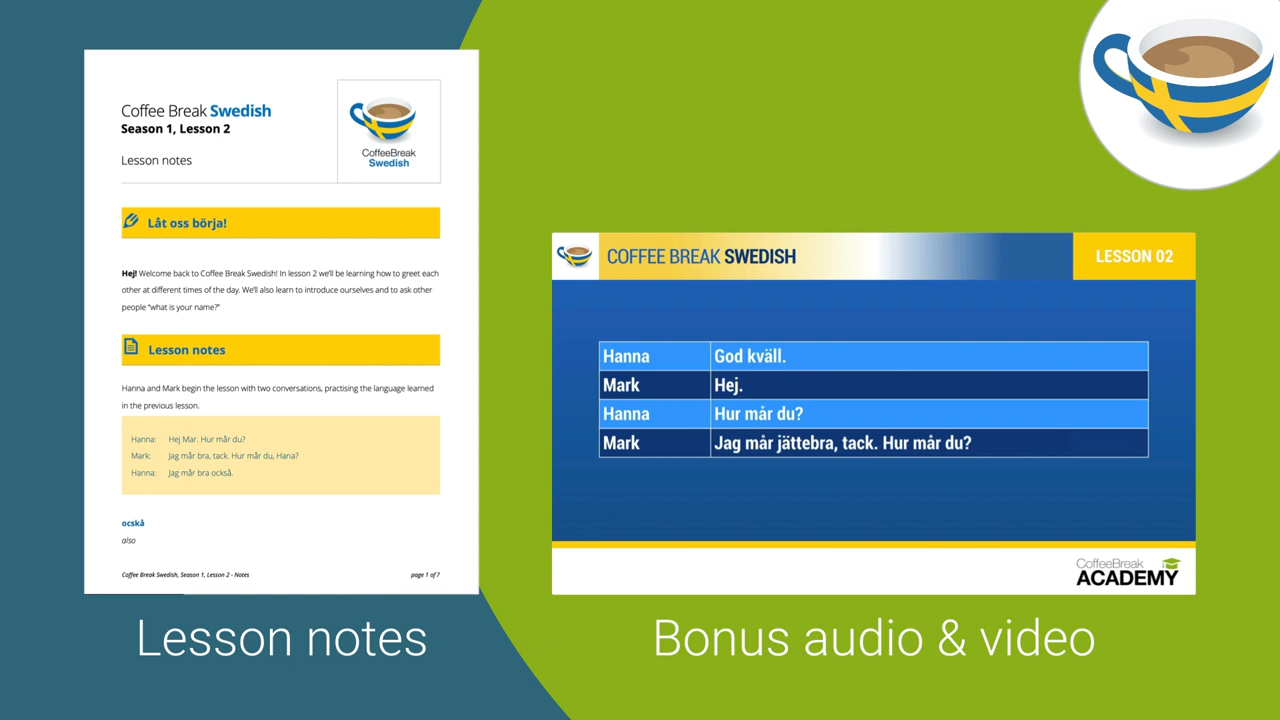 Coffee Break Swedish
Season 1, Lesson 2
Lesson notes
CoffeeBreak
Swedish
Låt oss börja!
Hej! Welcome back to Coffee Break Swedish! In lesson 2 we'll be learning how to greet each
other at different times of the day. We'll also learn to introduce ourselves and to ask other
people "what is your name?"
Lesson notes
Hanna and Mark begin the lesson with two conversations, practising the language learned
in the previous lesson.
Hanna: Hej Mar. Hur mår du?
Mark: Jag mår bra, tack. Hur mår du, Hana?
Hanna: Jag mår bra också.
ocskå
also
Coffee Break Swedish, Season 1, Lesson 2 - Notes page 1 of 7
Lesson notes
COFFEE BREAK SWEDISH LESSON 02
Hanna God kväll.
Mark Hej.
Hanna Hur mår du?
Mark Jag mår jättebra, tack. Hur mår du?
CoffeeBreak
ACADEMY
Bonus audio & video